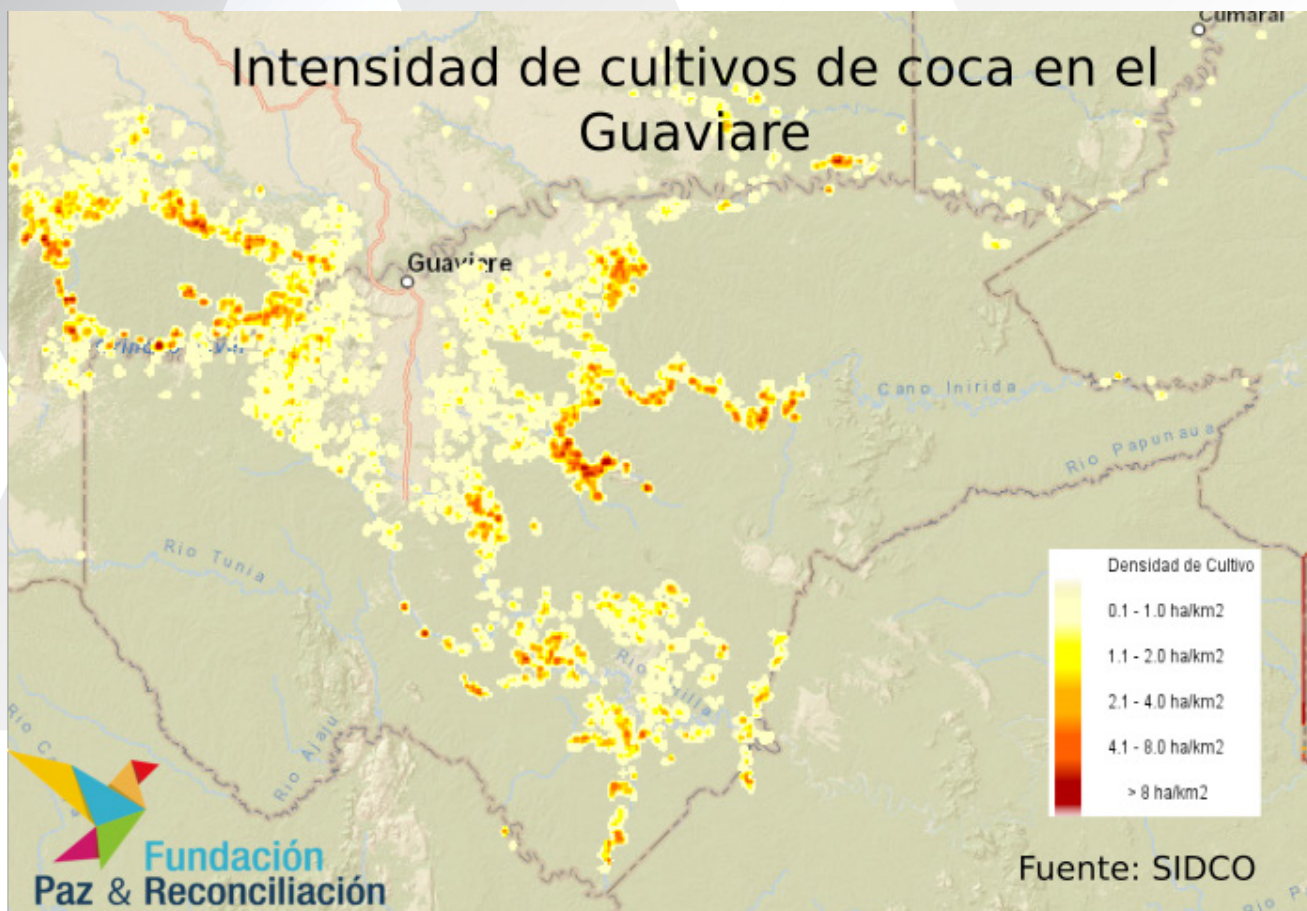 Cumaral
Intensidad de cultivos de coca en el
Guaviare
Guaviare
Cano Inirida
Rio Papunaua
Rio Tunia
Rio Ajaju
Densidad de Cultivo
0.1 - 1.0 ha/km2
1.1 - 2.0 ha/km2
2.1 - 4.0 ha/km2
4.1 - 8.0 ha/km2
> 8 ha/km2
Fundación
Paz & Reconciliación
Fuente: SIDCO